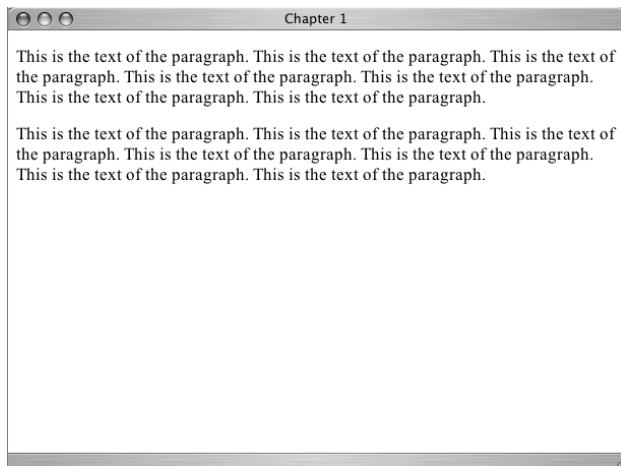 Chapter 1
This is the text of the paragraph. This is the text of the paragraph. This is the text of
the paragraph. This is the text of the paragraph. This is the text of the paragraph.
This is the text of the paragraph. This is the text of the paragraph.
This is the text of the paragraph. This is the text of the paragraph. This is the text of
the paragraph. This is the text of the paragraph. This is the text of the paragraph.
This is the text of the paragraph. This is the text of the paragraph.